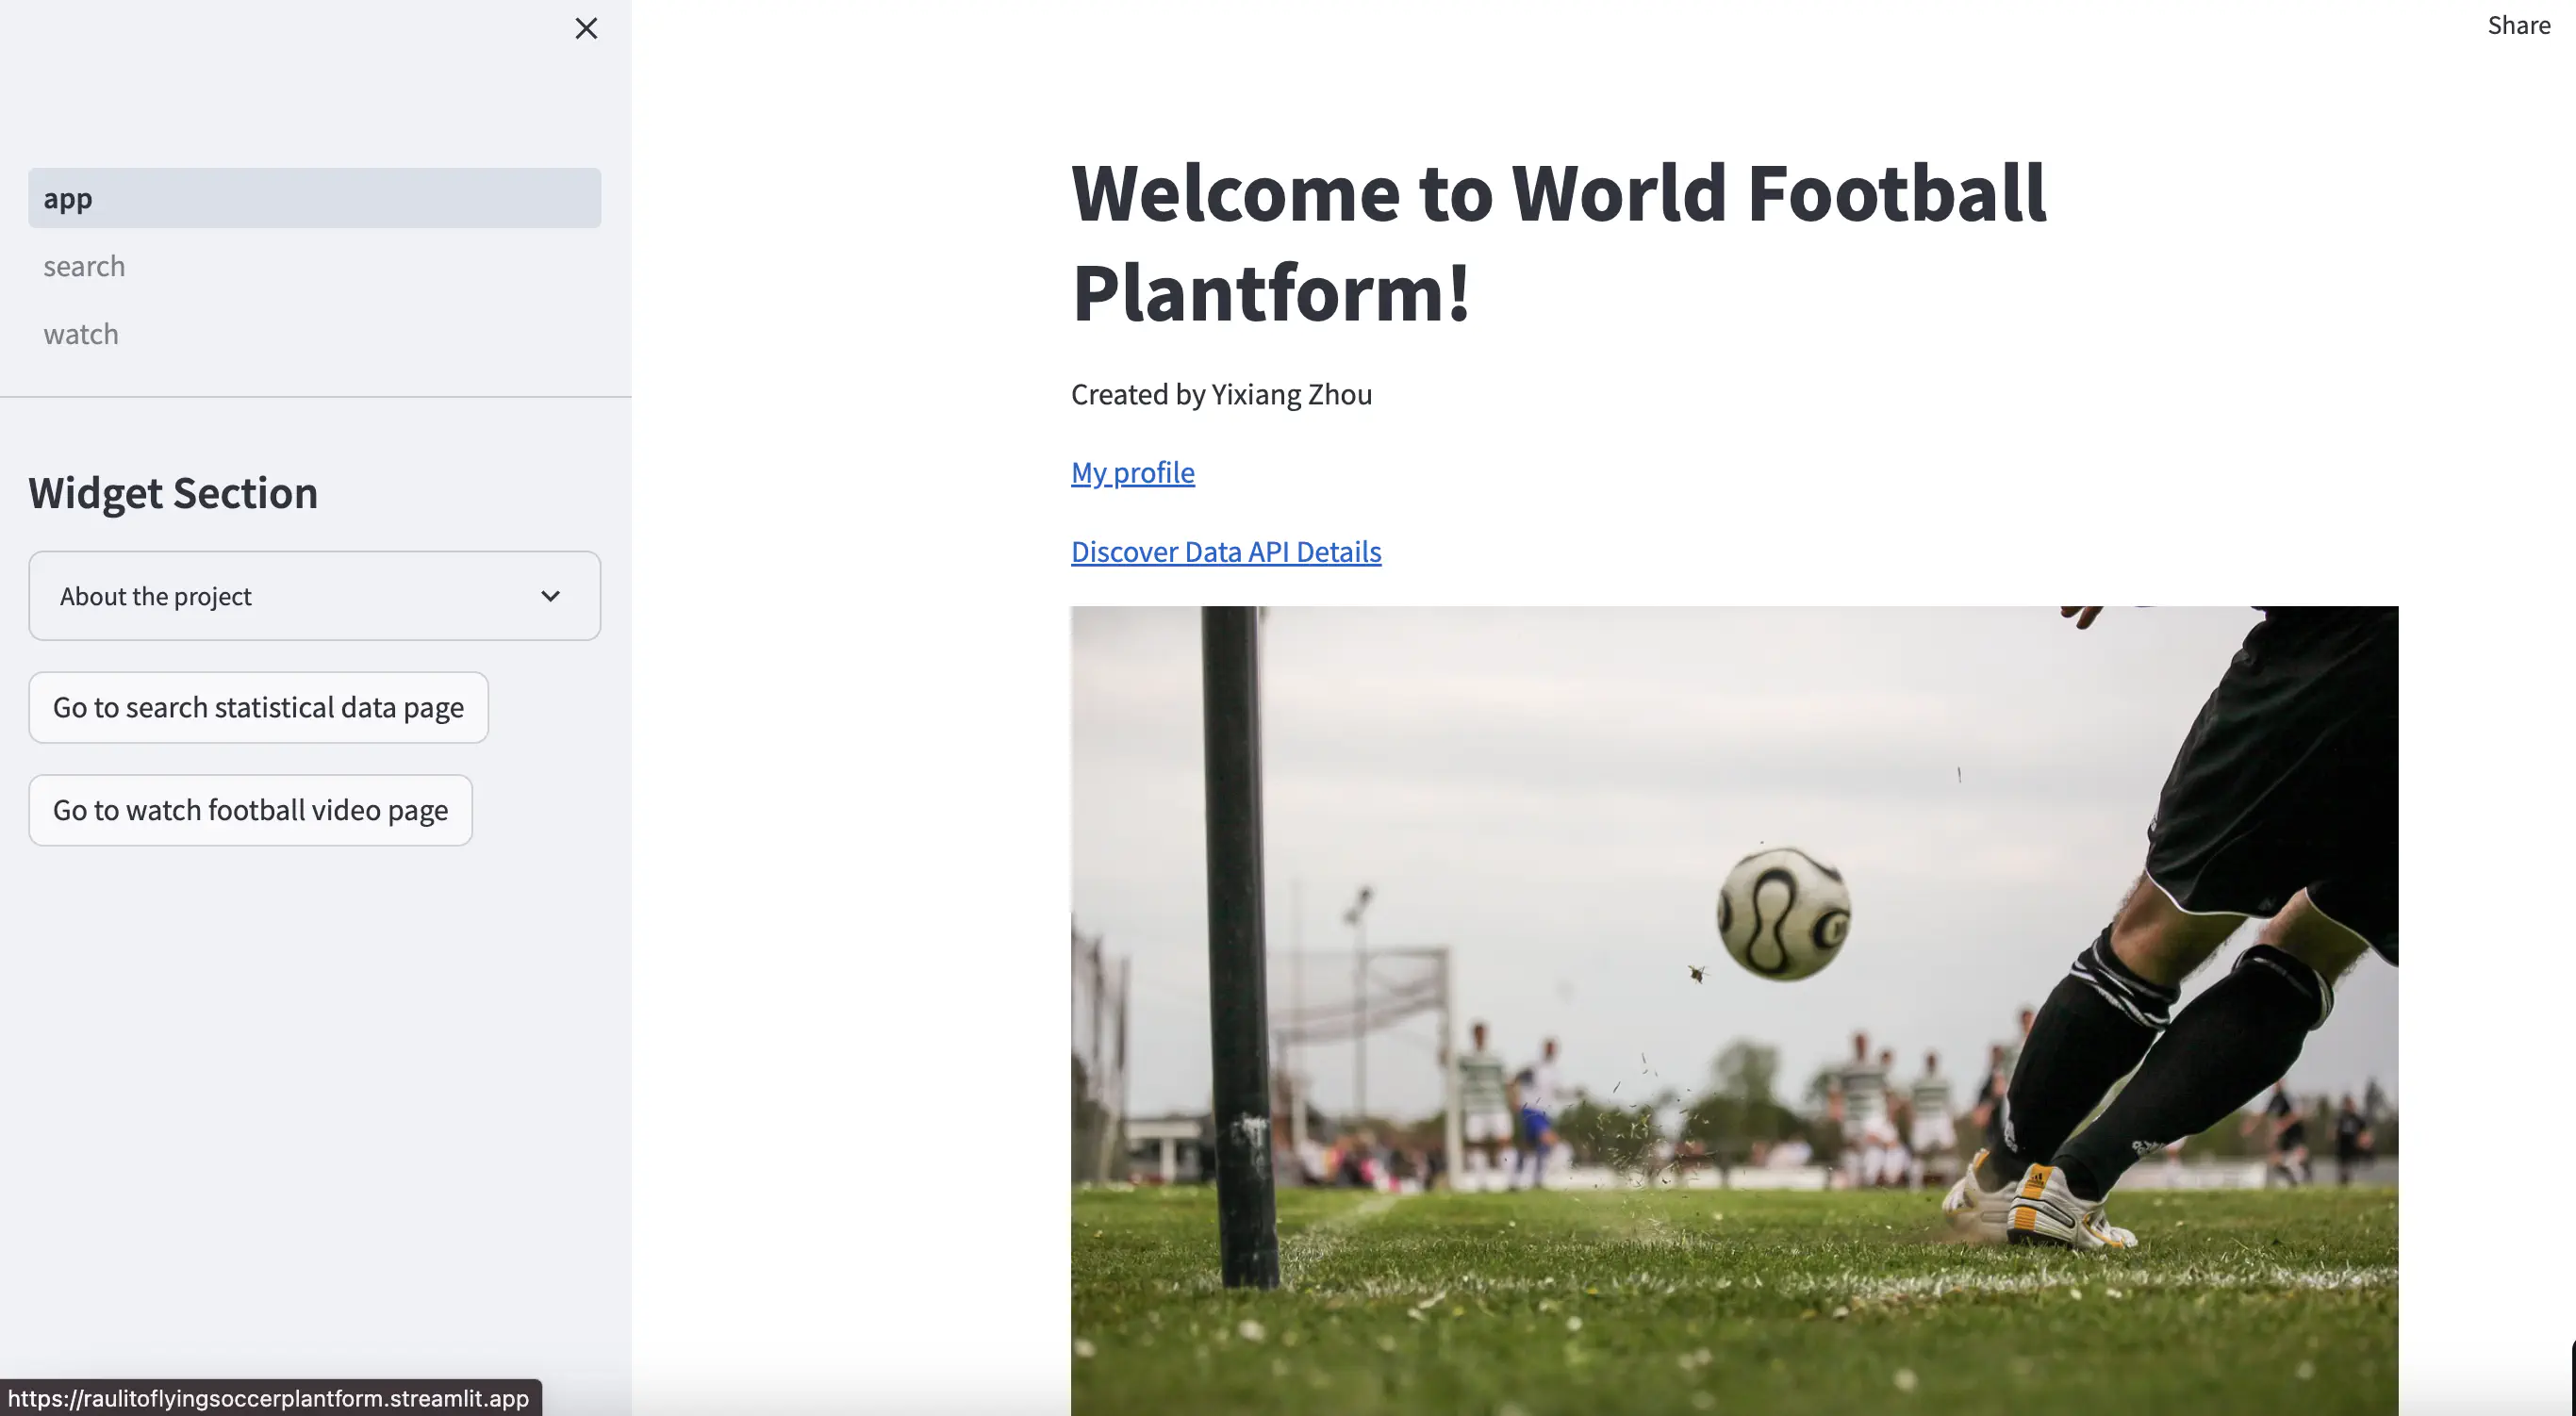 Share
app
search
watch
Widget Section
About the project
Go to search statistical data page
Go to watch football video page
Welcome to World Football
Plantform!
Created by Yixiang Zhou
My profile
Discover Data API Details
https://raulitoflyingsoccerplantform.streamlit.app